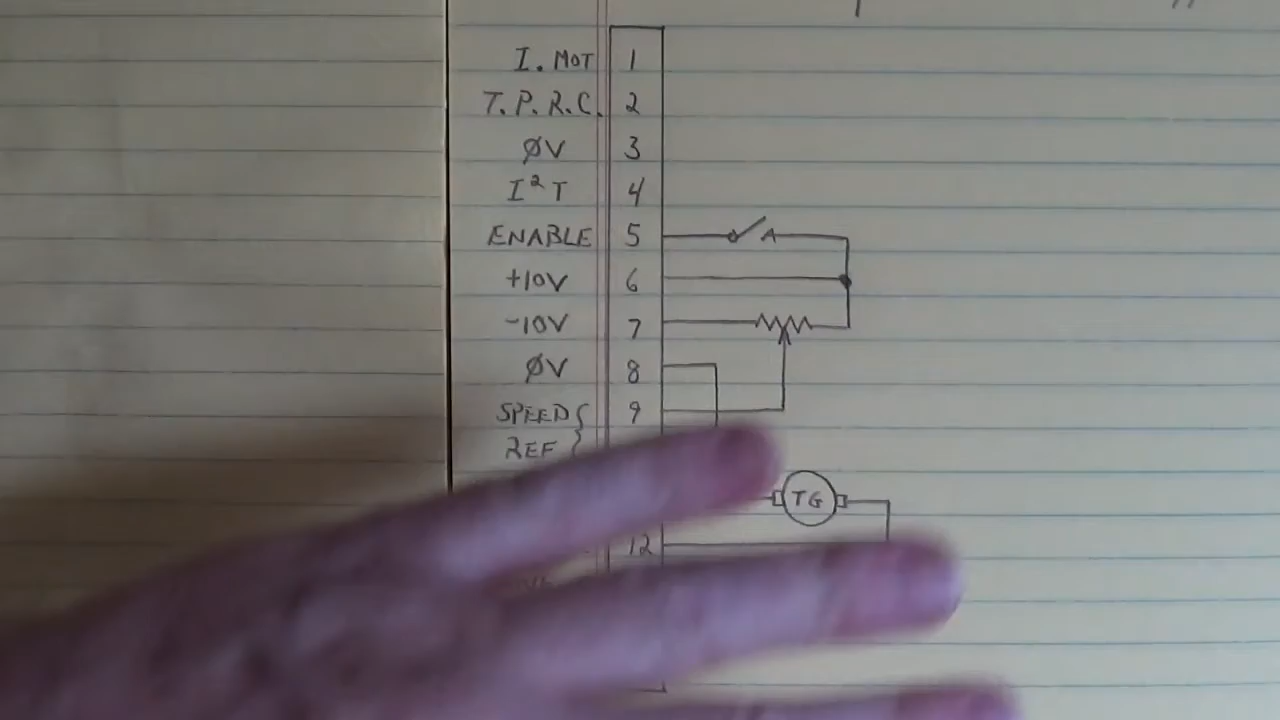 I. MOT 1
T.P.R.C. 2
ØV 3
I²T 4
ENABLE 5
+10V 6
-10V 7
ØV 8
SPEED 9
REF
TG
12